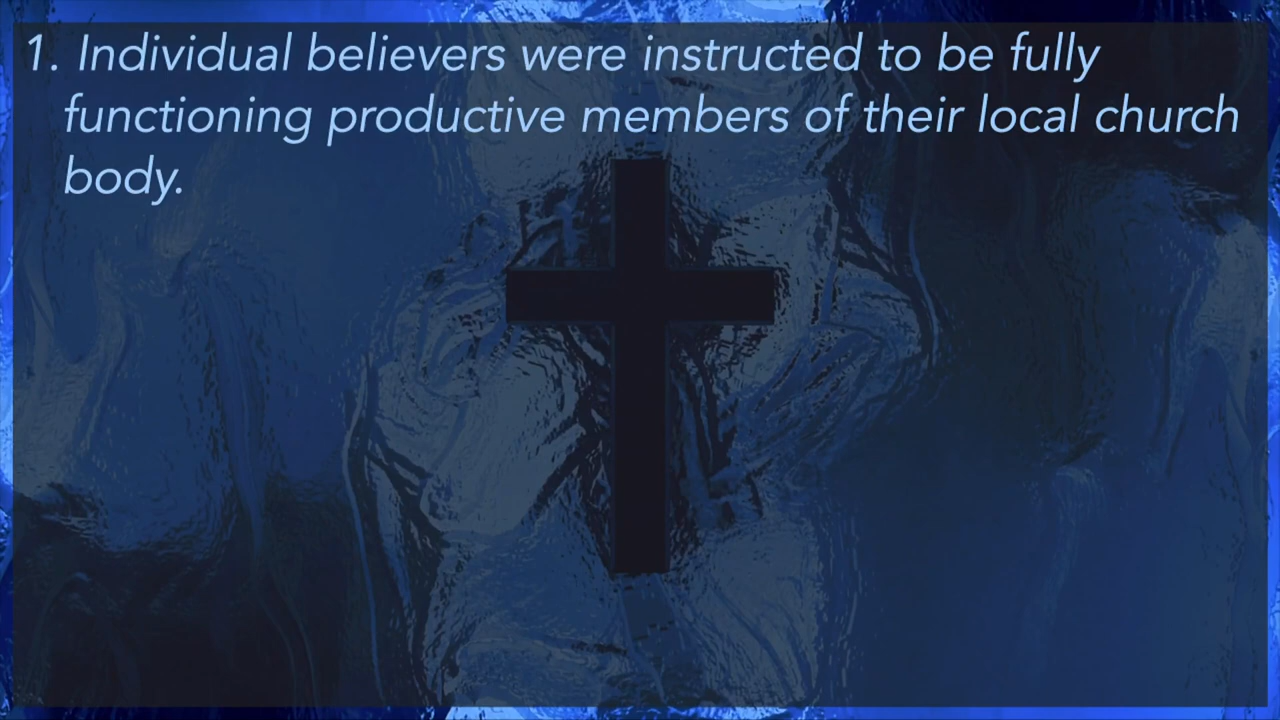 1. Individual believers were instructed to be fully
functioning productive members of their local church
body.